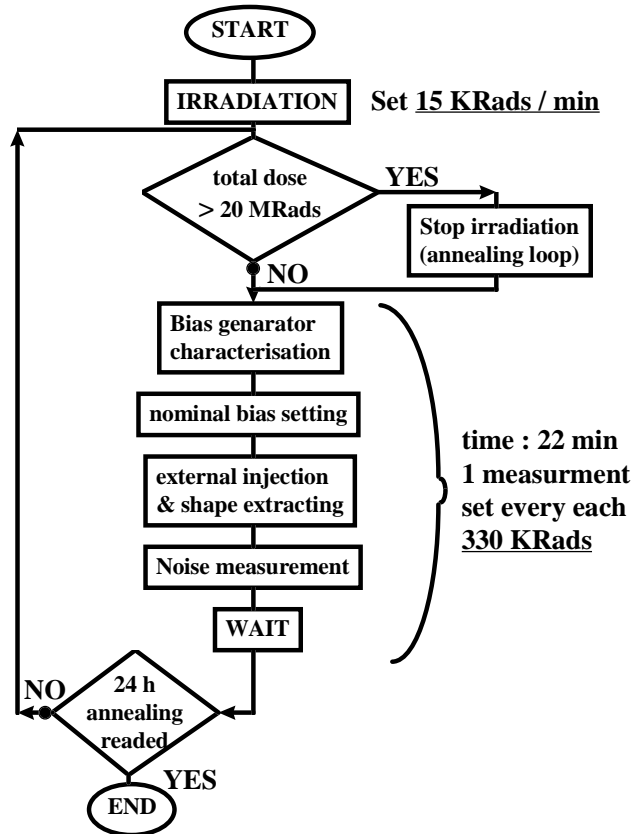 START
IRRADIATION
Set 15 KRads / min
total dose
> 20 MRads
YES
Stop irradiation
(annealing loop)
NO
Bias genarator
characterisation
nominal bias setting
external injection
& shape extracting
Noise measurement
WAIT
time : 22 min
1 measurment
set every each
330 KRads
NO
24 h
annealing
readed
YES
END